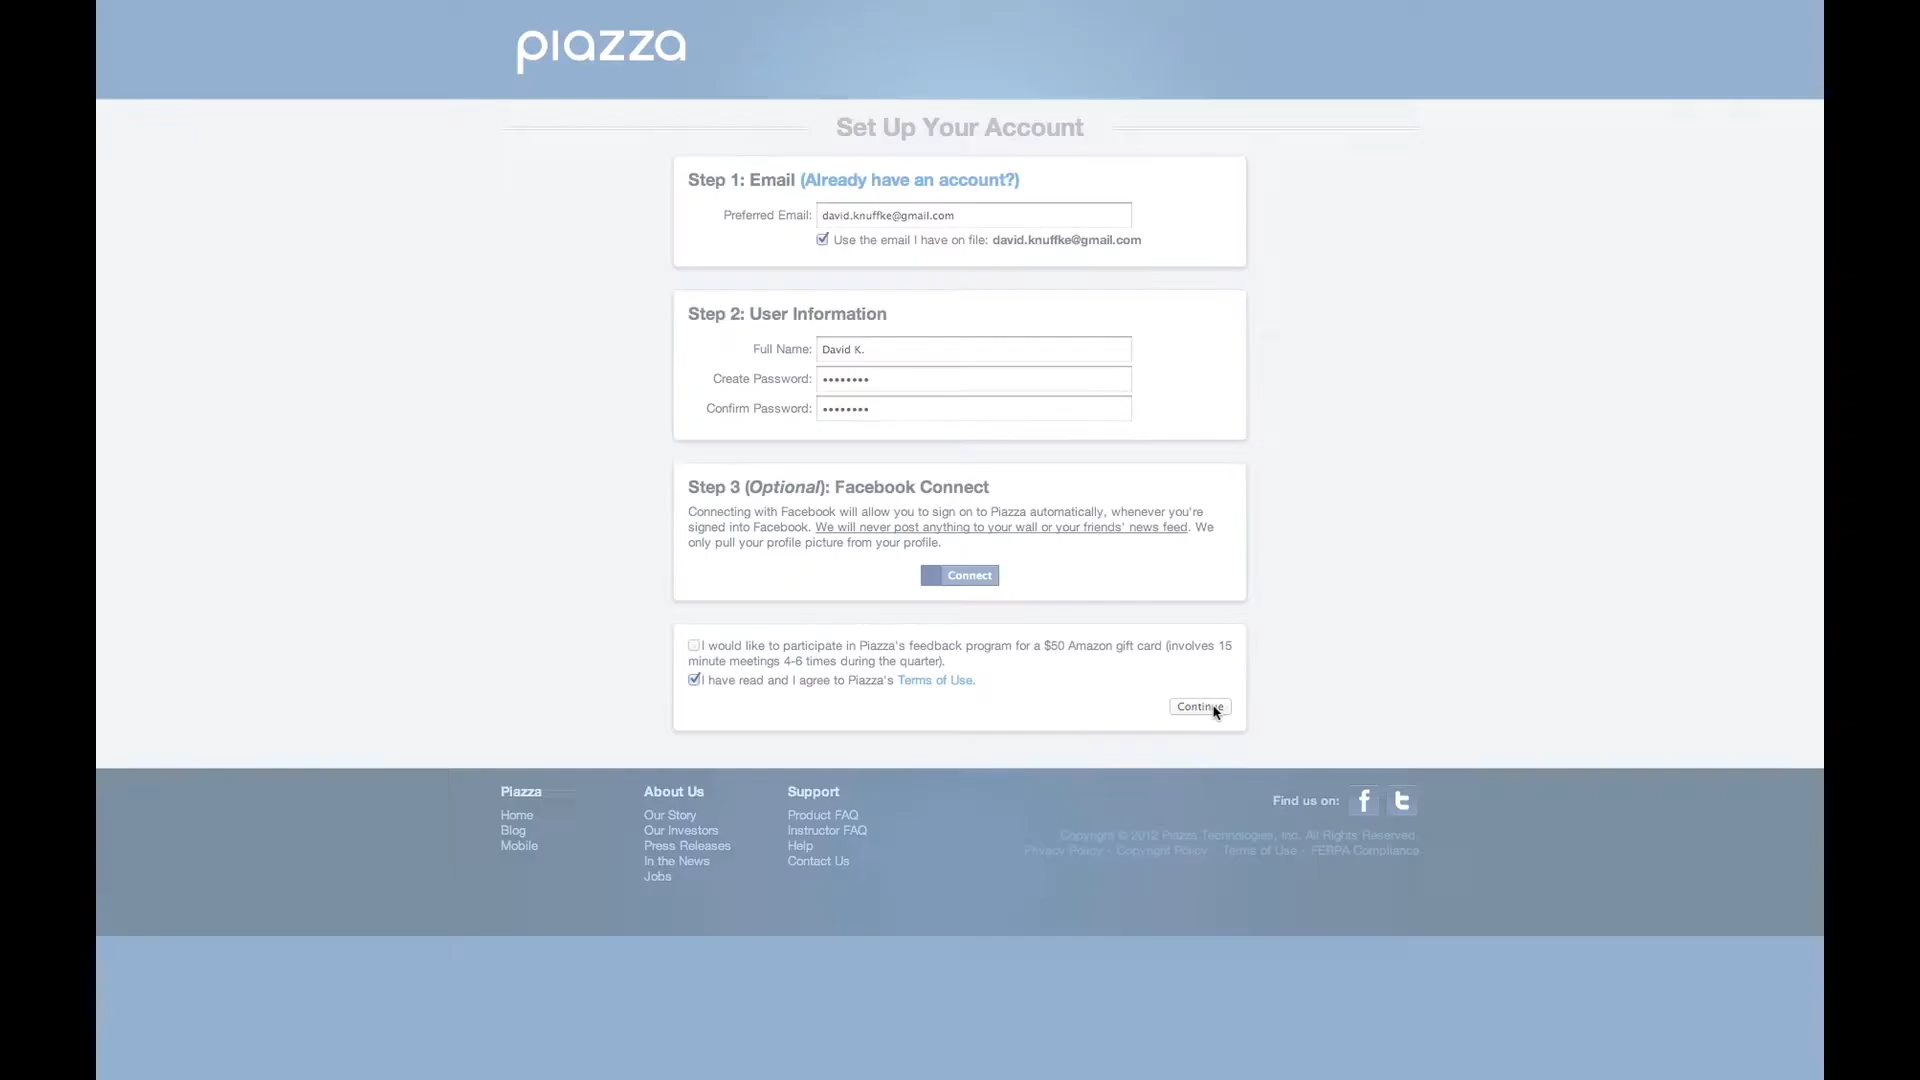 piazza
Set Up Your Account
Step 1: Email (Already have an account?)
Preferred Email: david.knuffke@gmail.com
Use the email I have on file: david.knuffke@gmail.com
Step 2: User Information
Full Name: David K.
Create Password: ••••••••
Confirm Password: ••••••••
Step 3 (Optional): Facebook Connect
Connecting with Facebook will allow you to sign on to Piazza automatically, whenever you're
signed into Facebook. We will never post anything to your wall or your friends' news feed. We
only pull your profile picture from your profile.
Connect
I would like to participate in Piazza's feedback program for a $50 Amazon gift card (involves 15
minute meetings 4-6 times during the quarter).
I have read and I agree to Piazza's Terms of Use.
Continue
Piazza
Home
Blog
Mobile
About Us
Our Story
Our Investors
Press Releases
In the News
Jobs
Support
Product FAQ
Instructor FAQ
Help
Contact Us
Find us on:
Copyright © 2012 Piazza Technologies, Inc. All Rights Reserved.
Privacy Policy · Copyright Policy · Terms of Use · FERPA Compliance